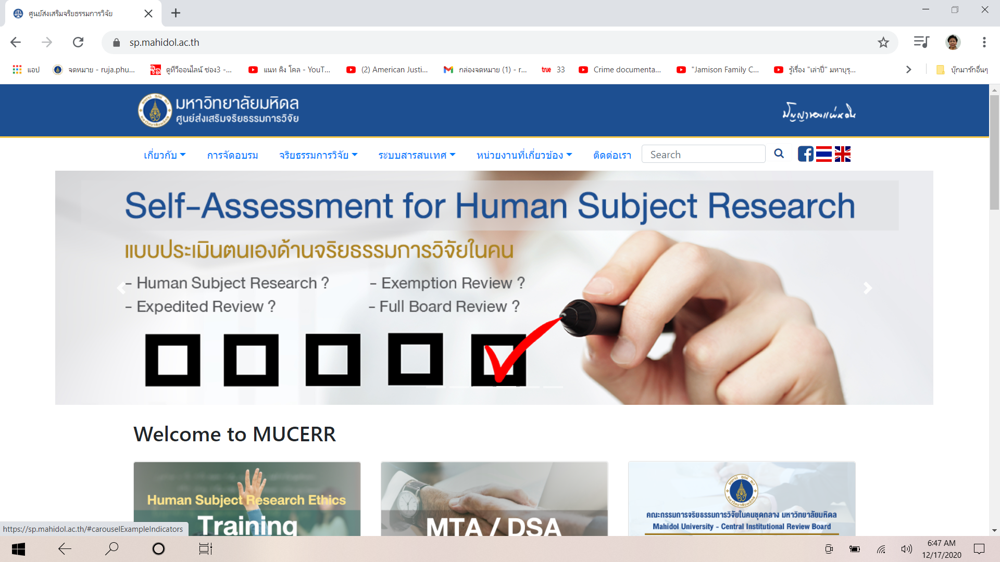 ศูนย์ส่งเสริมจริยธรรมการวิจัย
sp.mahidol.ac.th
แอป
จดหมาย - ruja.phu...
ดูทีวีออนไลน์ ช่อง3 -...
แนท คิง โคล - YouT...
(2) American Justi...
กล่องจดหมาย (1) - r...
true 33
Crime documenta...
"Jamison Family C...
รู้เรื่อง "เล่าปี่" มหาบุรุ...
บุ๊กมาร์กอื่นๆ
มหาวิทยาลัยมหิดล
ศูนย์ส่งเสริมจริยธรรมการวิจัย
ปัญญาของแผ่นดิน
เกี่ยวกับ
การจัดอบรม
จริยธรรมการวิจัย
ระบบสารสนเทศ
หน่วยงานที่เกี่ยวข้อง
ติดต่อเรา
Search
Self-Assessment for Human Subject Research
แบบประเมินตนเองด้านจริยธรรมการวิจัยในคน
- Human Subject Research ?
- Exemption Review ?
- Expedited Review ?
- Full Board Review ?
Welcome to MUCERR
Human Subject Research Ethics
Training
MTA / DSA
คณะกรรมการจริยธรรมการวิจัยในคนชุดกลาง มหาวิทยาลัยมหิดล
Mahidol University - Central Institutional Review Board
https://sp.mahidol.ac.th/#carouselExampleIndicators
6:47 AM
12/17/2020